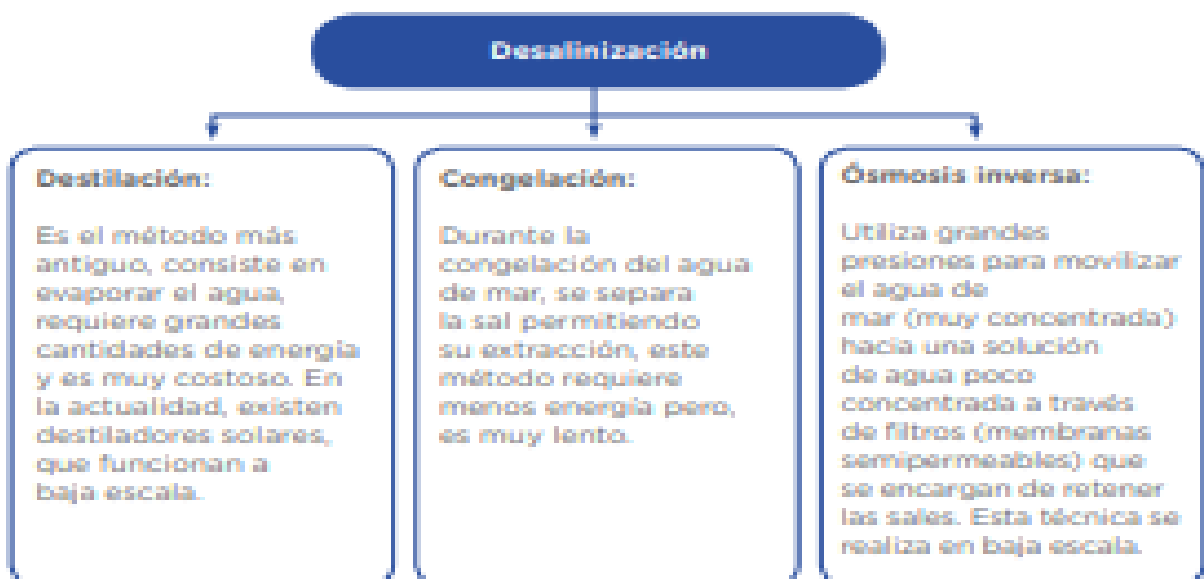 Desalinización
Destilación:
Es el método más
antiguo, consiste en
evaporar el agua,
requiere grandes
cantidades de energía
y es muy costoso. En
la actualidad, existen
destiladores solares,
que funcionan a
baja escala.
Congelación:
Durante la
congelación del agua
de mar, se separa
la sal permitiendo
su extracción, este
método requiere
menos energía pero,
es muy lento.
Ósmosis inversa:
Utiliza grandes
presiones para movilizar
el agua de
mar (muy concentrada)
hacia una solución
de agua poco
concentrada a través
de filtros (membranas
semipermeables) que
se encargan de retener
las sales. Esta técnica se
realiza en baja escala.